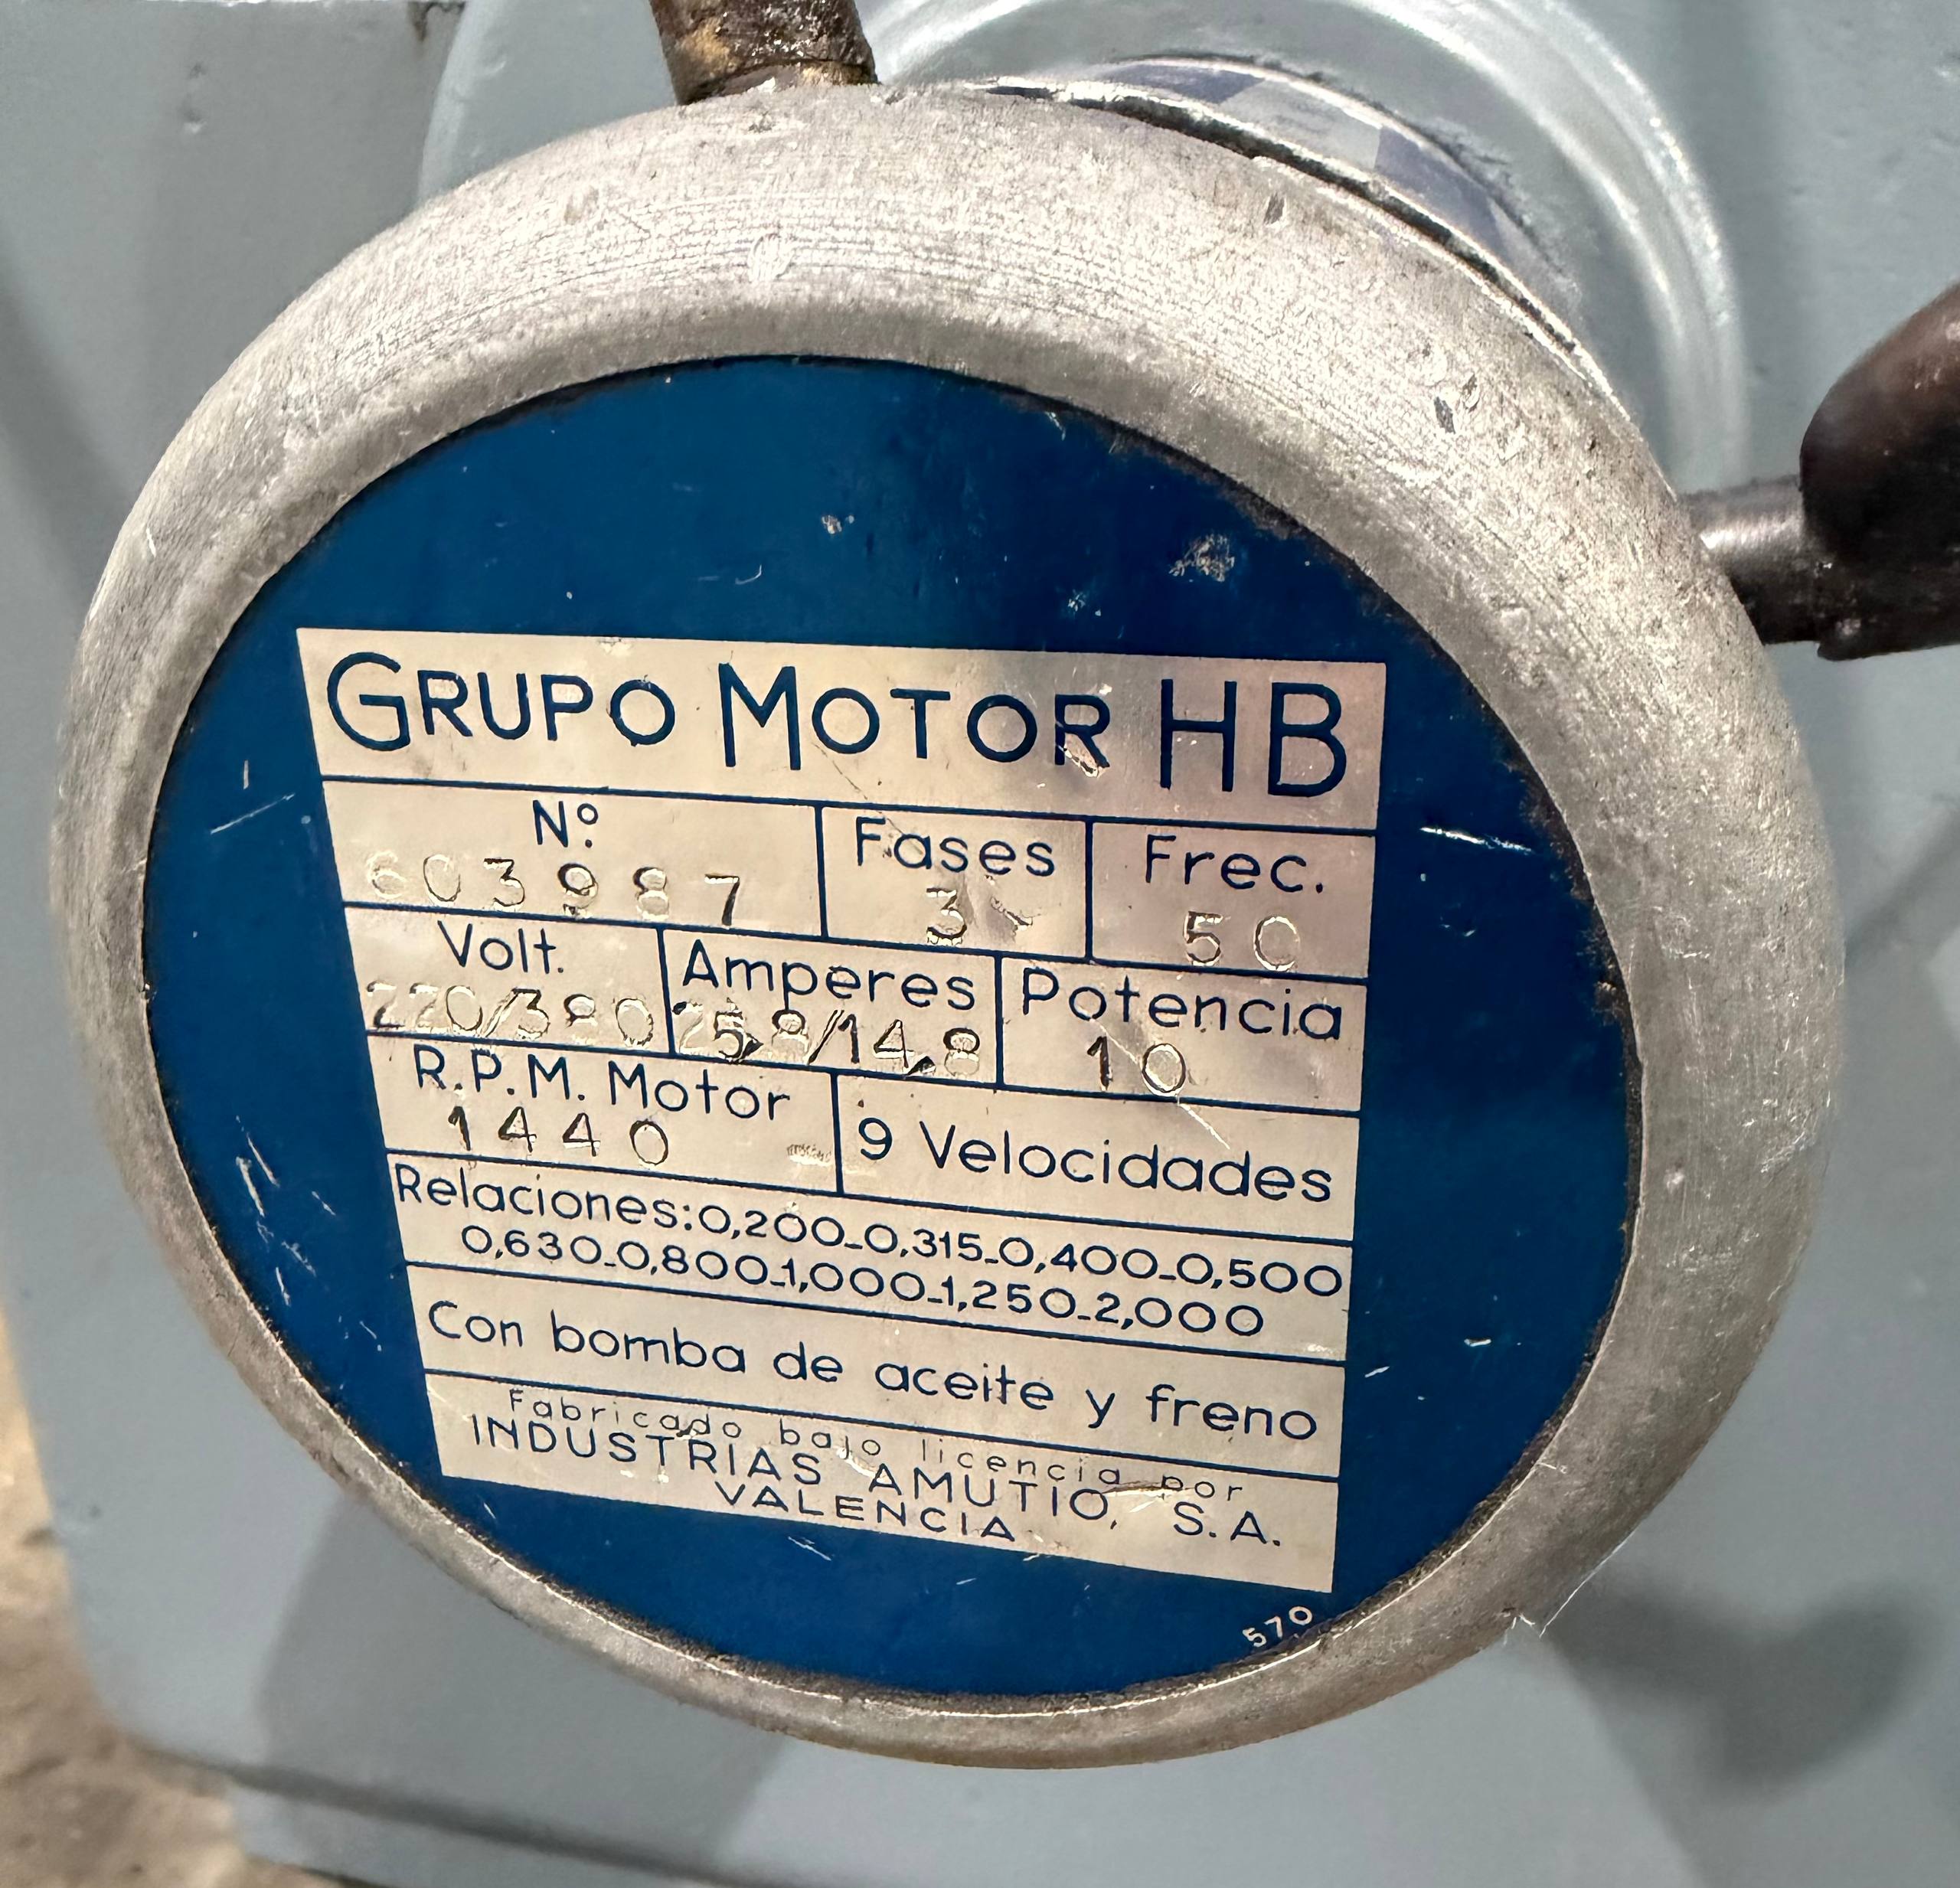 GRUPO MOTOR HB
Nº Fases Frec.
603987 3 50
Volt. Amperes Potencia
220/380 25,8/14,8 10
R.P.M. Motor 9 Velocidades
1440
Relaciones:0,200-0,315-0,400-0,500
0,630-0,800-1,000-1,250-2,000
Con bomba de aceite y freno
Fabricado bajo licencia por
INDUSTRIAS AMUTIO, S.A.
VALENCIA
570